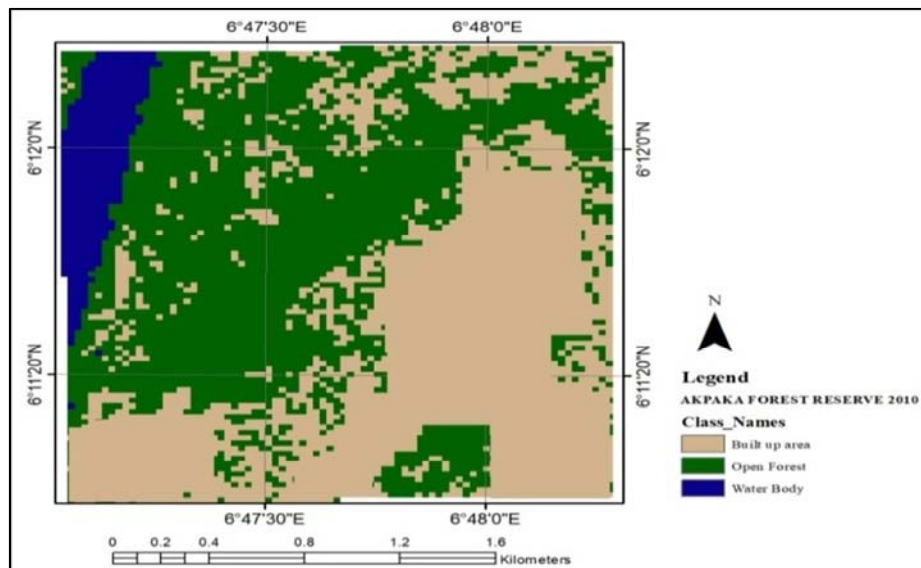 6°47'30"E 6°48'0"E
6°12'0"N 6°12'0"N
6°11'20"N 6°11'20"N
6°47'30"E 6°48'0"E
0 0.2 0.4 0.8 1.2 1.6
Kilometers
N
Legend
AKPAKA FOREST RESERVE 2010
Class_Names
Built up area
Open Forest
Water Body